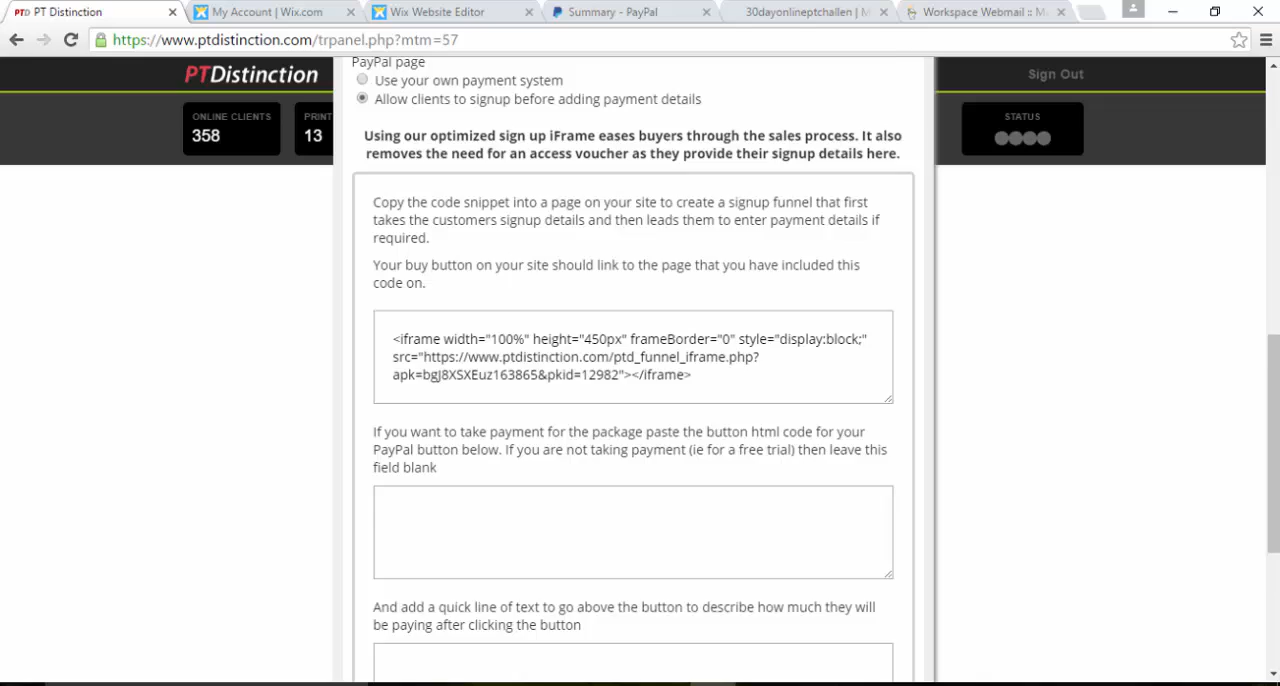 PTD PT Distinction
My Account | Wix.com
Wix Website Editor
Summary - PayPal
30dayonlineptchallen | M
Workspace Webmail :: M
https://www.ptdistinction.com/trpanel.php?mtm=57
PTDistinction
Sign Out
ONLINE CLIENTS
358
PRINT
13
STATUS
PayPal page
Use your own payment system
Allow clients to signup before adding payment details
Using our optimized sign up iFrame eases buyers through the sales process. It also
removes the need for an access voucher as they provide their signup details here.
Copy the code snippet into a page on your site to create a signup funnel that first
takes the customers signup details and then leads them to enter payment details if
required.
Your buy button on your site should link to the page that you have included this
code on.
<iframe width="100%" height="450px" frameBorder="0" style="display:block;"
src="https://www.ptdistinction.com/ptd_funnel_iframe.php?
apk=bgJ8XSXEuz163865&pkid=12982"></iframe>
If you want to take payment for the package paste the button html code for your
PayPal button below. If you are not taking payment (ie for a free trial) then leave this
field blank
And add a quick line of text to go above the button to describe how much they will
be paying after clicking the button